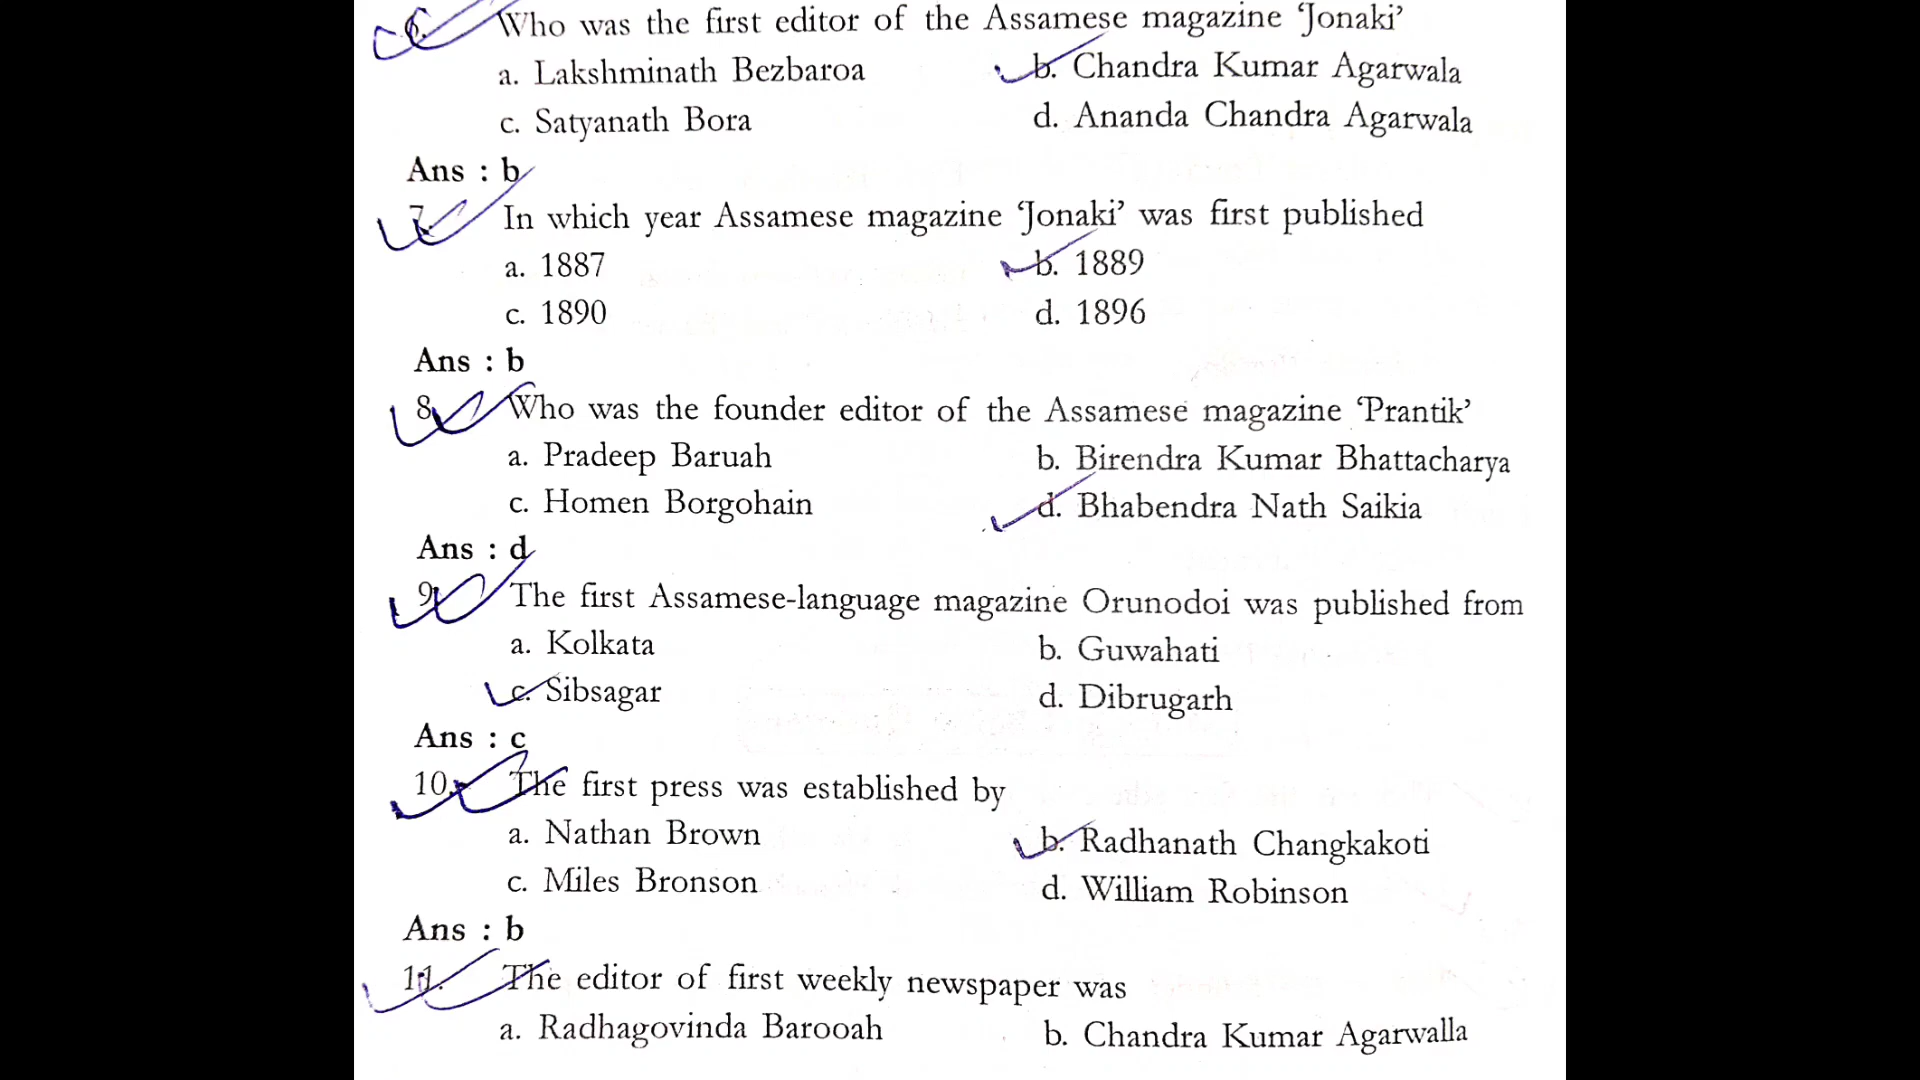 6. Who was the first editor of the Assamese magazine ‘Jonaki’
a. Lakshminath Bezbaroa b. Chandra Kumar Agarwala
c. Satyanath Bora d. Ananda Chandra Agarwala
Ans : b
7. In which year Assamese magazine ‘Jonaki’ was first published
a. 1887 b. 1889
c. 1890 d. 1896
Ans : b
8. Who was the founder editor of the Assamese magazine ‘Prantik’
a. Pradeep Baruah b. Birendra Kumar Bhattacharya
c. Homen Borgohain d. Bhabendra Nath Saikia
Ans : d
9. The first Assamese-language magazine Orunodoi was published from
a. Kolkata b. Guwahati
c. Sibsagar d. Dibrugarh
Ans : c
10. The first press was established by
a. Nathan Brown b. Radhanath Changkakoti
c. Miles Bronson d. William Robinson
Ans : b
11. The editor of first weekly newspaper was
a. Radhagovinda Barooah b. Chandra Kumar Agarwalla